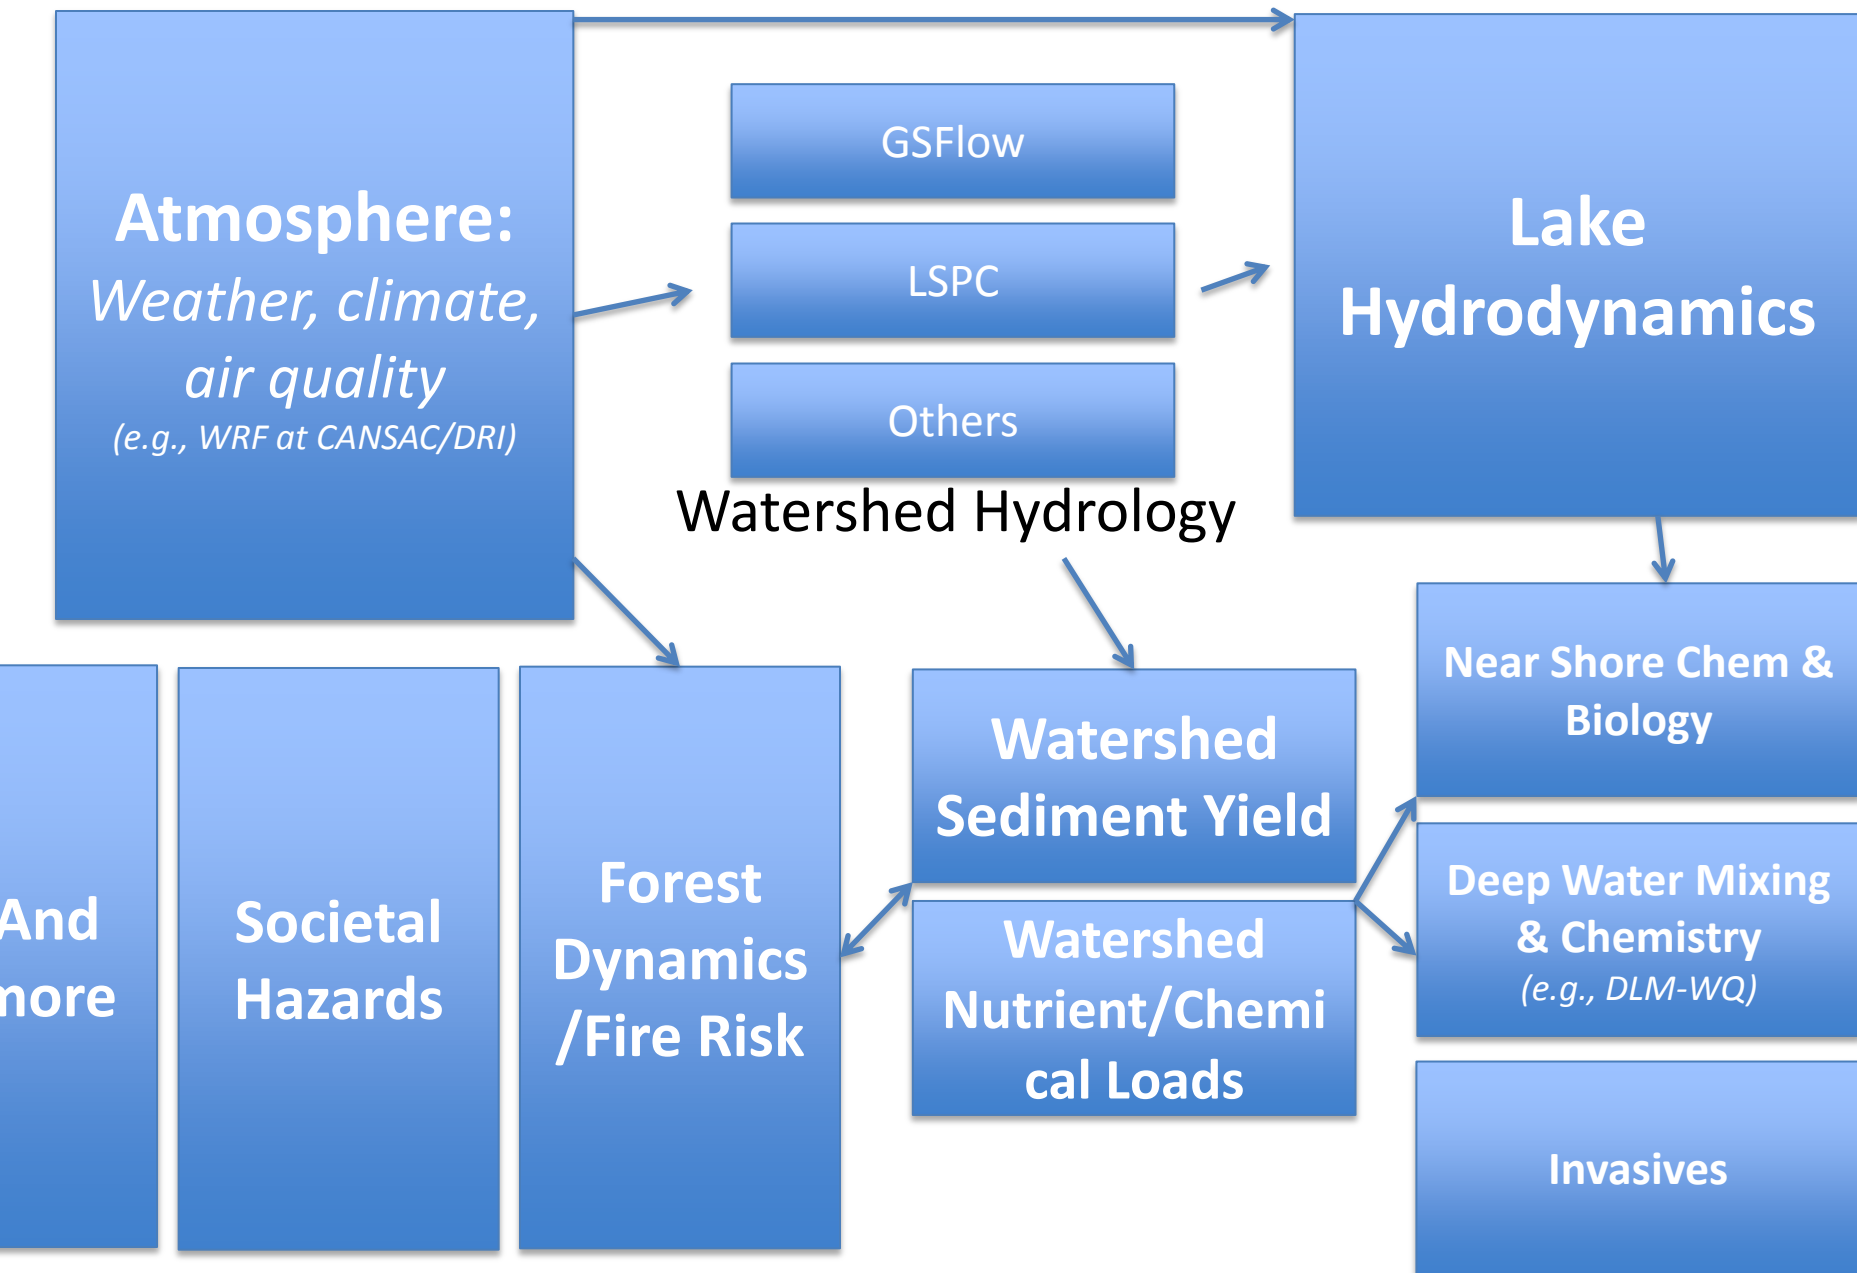 Atmosphere:
Weather, climate,
air quality
(e.g., WRF at CANSAC/DRI)
GSFlow
LSPC
Others
Watershed Hydrology
Lake
Hydrodynamics
And
more
Societal
Hazards
Forest
Dynamics
/Fire Risk
Watershed
Sediment Yield
Watershed
Nutrient/Chemi
cal Loads
Near Shore Chem &
Biology
Deep Water Mixing
& Chemistry
(e.g., DLM-WQ)
Invasives